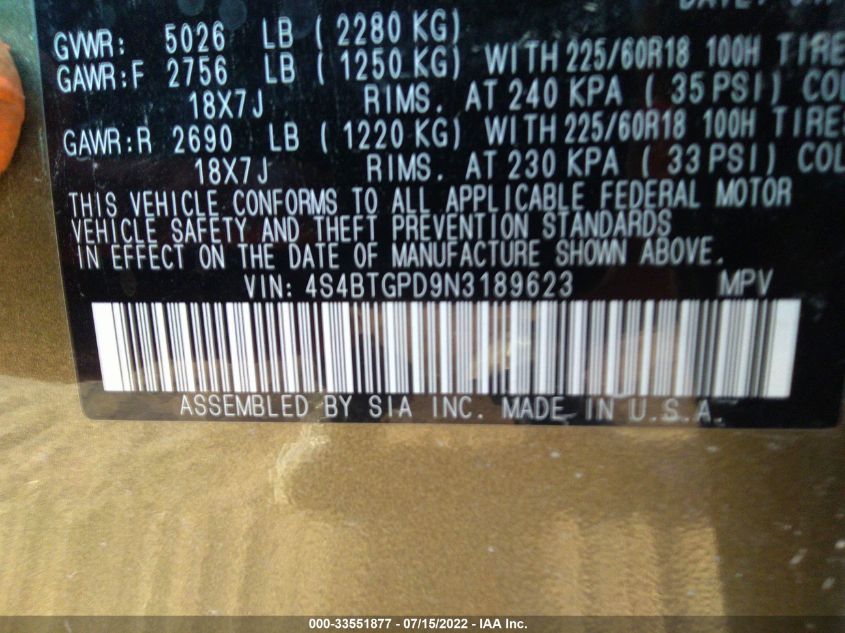 GVWR: 5026 LB ( 2280 KG)
GAWR:F 2756 LB ( 1250 KG) WITH 225/60R18 100H TIRE
18X7J RIMS. AT 240 KPA ( 35 PSI) COL
GAWR:R 2690 LB ( 1220 KG) WITH 225/60R18 100H TIRE
18X7J RIMS. AT 230 KPA ( 33 PSI) COL
THIS VEHICLE CONFORMS TO ALL APPLICABLE FEDERAL MOTOR
VEHICLE SAFETY AND THEFT PREVENTION STANDARDS
IN EFFECT ON THE DATE OF MANUFACTURE SHOWN ABOVE.
VIN: 4S4BTGPD9N3189623 MPV
ASSEMBLED BY SIA INC. MADE IN U.S.A.
000-33551877 - 07/15/2022 - IAA Inc.